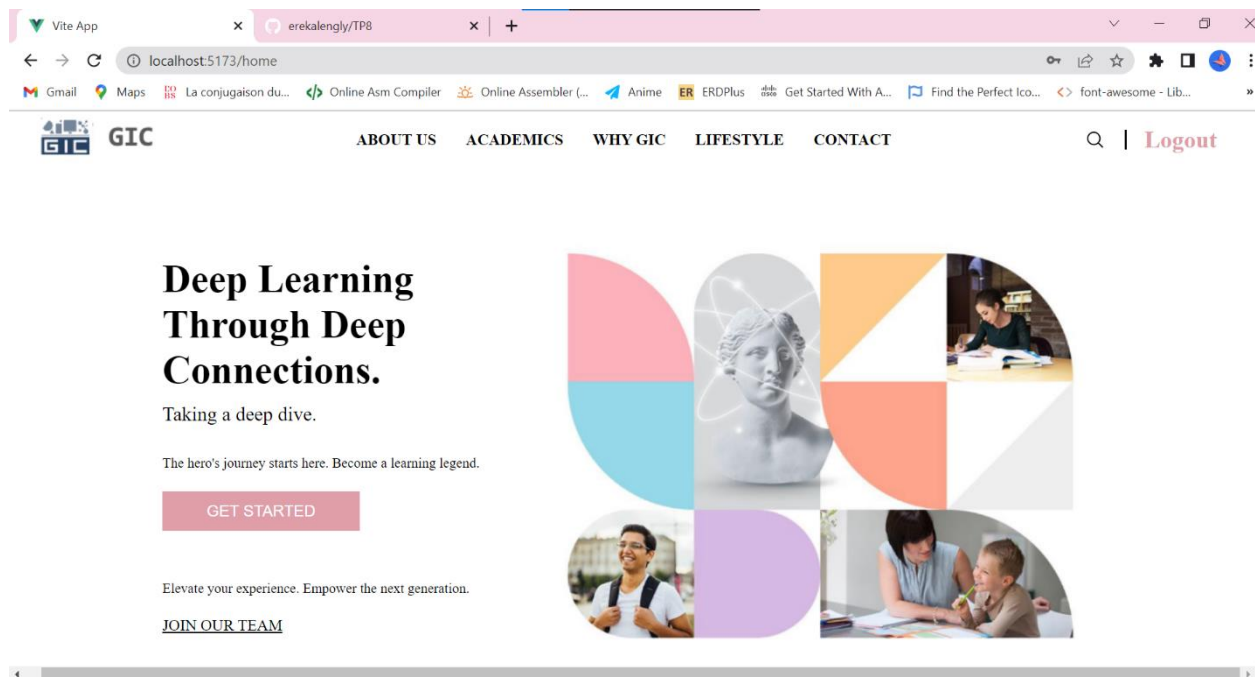 Vite App
erekalengly/TP8
localhost:5173/home
Gmail Maps La conjugaison du... Online Asm Compiler Online Assembler (... Anime ER ERDPlus Get Started With A... Find the Perfect Ico... font-awesome - Lib... »
GIC GIC ABOUT US ACADEMICS WHY GIC LIFESTYLE CONTACT Logout
Deep Learning
Through Deep
Connections.
Taking a deep dive.
The hero's journey starts here. Become a learning legend.
GET STARTED
Elevate your experience. Empower the next generation.
JOIN OUR TEAM